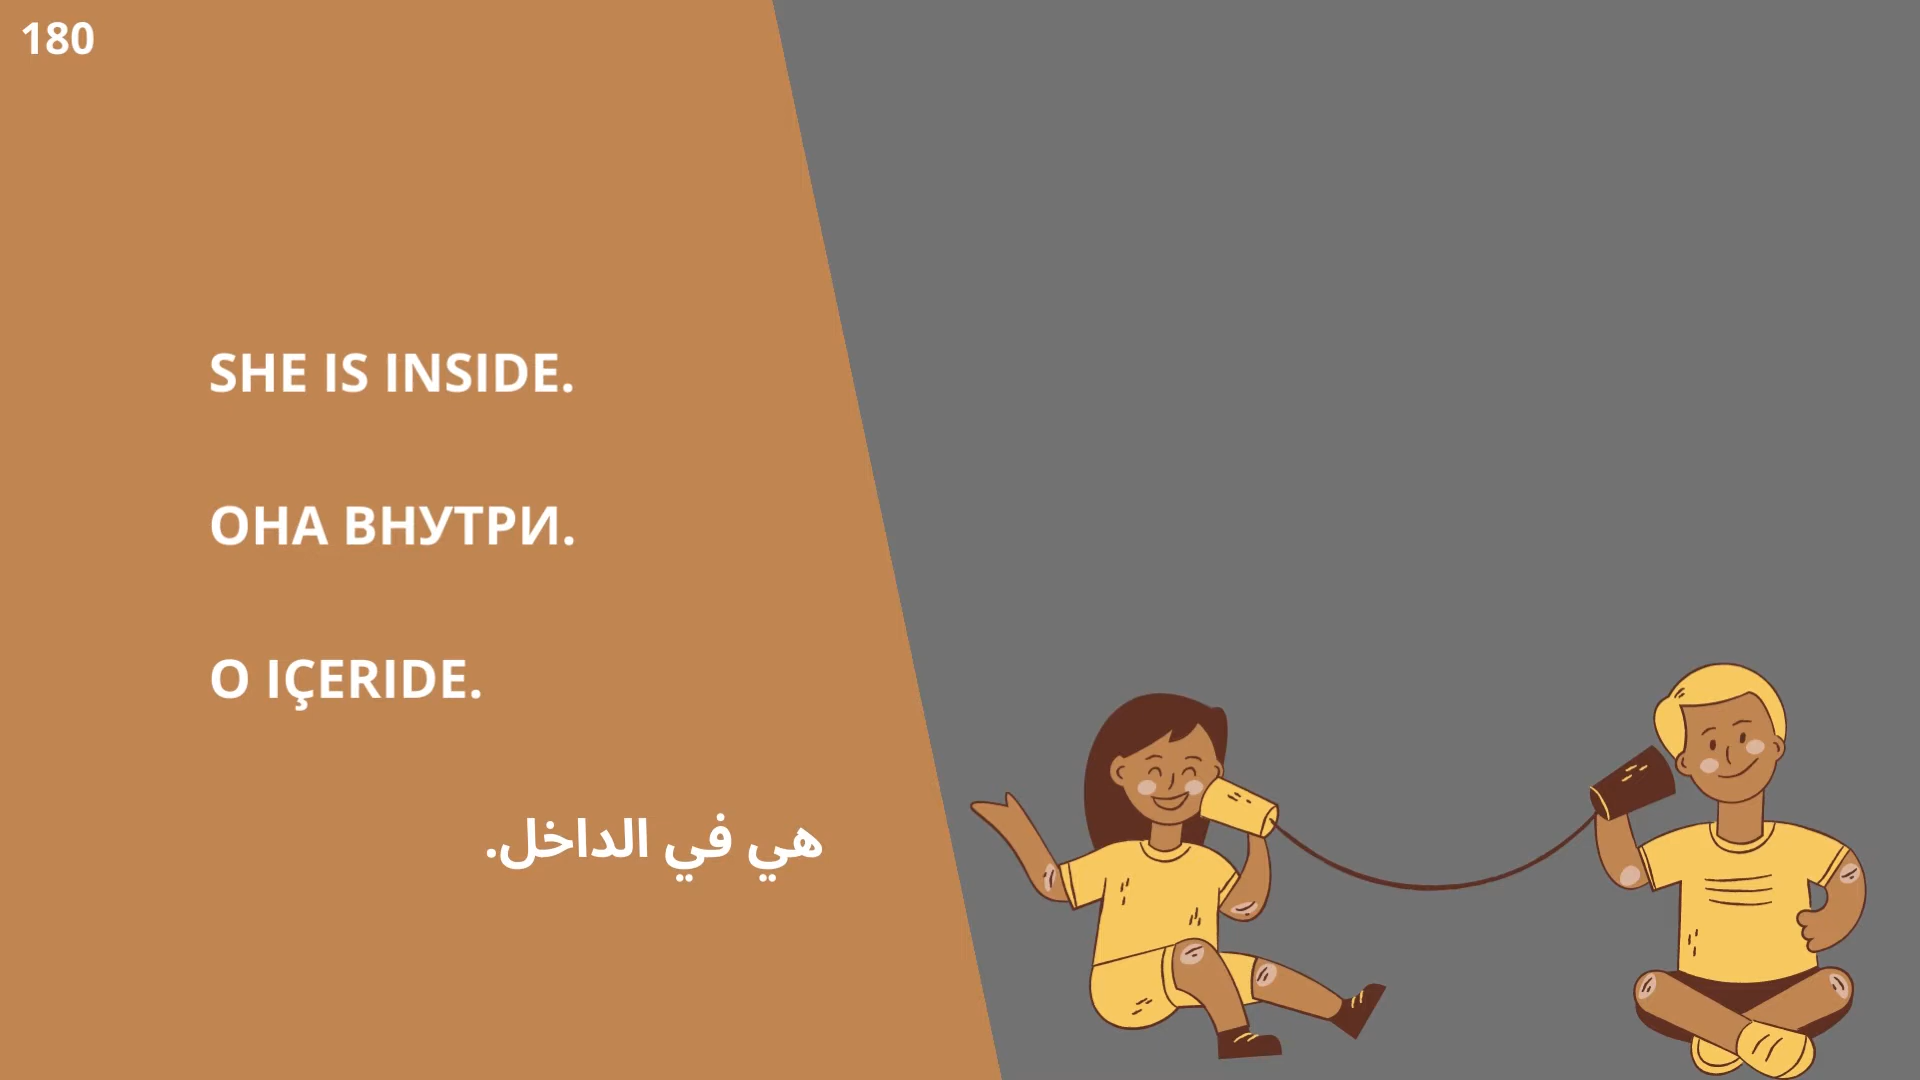 180
SHE IS INSIDE.
ОНА ВНУТРИ.
O IÇERIDE.
هي في الداخل.